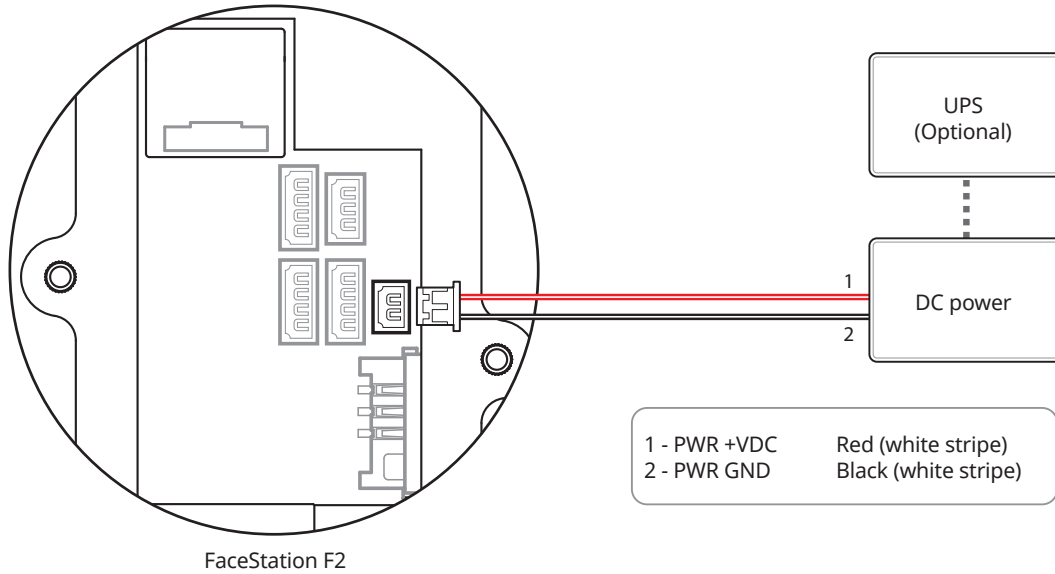 UPS
(Optional)
1
DC power
2
1 - PWR +VDC Red (white stripe)
2 - PWR GND Black (white stripe)
FaceStation F2